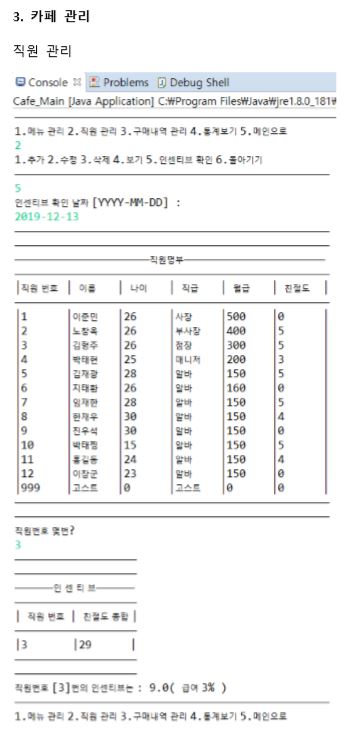 3. 카페 관리
직원 관리
Console Problems Debug Shell
Cafe_Main [Java Application] C:₩Program Files₩Java₩jre1.8.0_181₩
1.메뉴 관리 2.직원 관리 3.구매내역 관리 4.통계보기 5.메인으로
2
1.추가 2.수정 3.삭제 4.보기 5.인센티브 확인 6.돌아기기
5
인센티브 확인 날짜 [YYYY-MM-DD] :
2019-12-13
직원명부
|직원 번호 | 이름 | 나이 | 직급 | 월급 | 친절도 |
|1 |이준민 |26 |사장 |500 |0
|2 |노창욱 |26 |부사장 |400 |5
|3 |김형주 |26 |점장 |300 |5
|4 |박태현 |25 |매니저 |200 |3
|5 |김재광 |28 |알바 |150 |5
|6 |지태환 |26 |알바 |160 |0
|7 |임재한 |28 |알바 |150 |5
|8 |한재우 |30 |알바 |150 |4
|9 |진우석 |30 |알바 |150 |0
|10 |박태찜 |15 |알바 |150 |5
|11 |홍길동 |24 |알바 |150 |4
|12 |이장군 |23 |알바 |150 |0
|999 |고스트 |0 |고스트 |0 |0
직원번호 몇번?
3
인 센 티 브
| 직원 번호 | 친절도 총합 |
|3 |29
직원번호 [3]번의 인센티브는 : 9.0( 급여 3% )
1.메뉴 관리 2.직원 관리 3.구매내역 관리 4.통계보기 5.메인으로